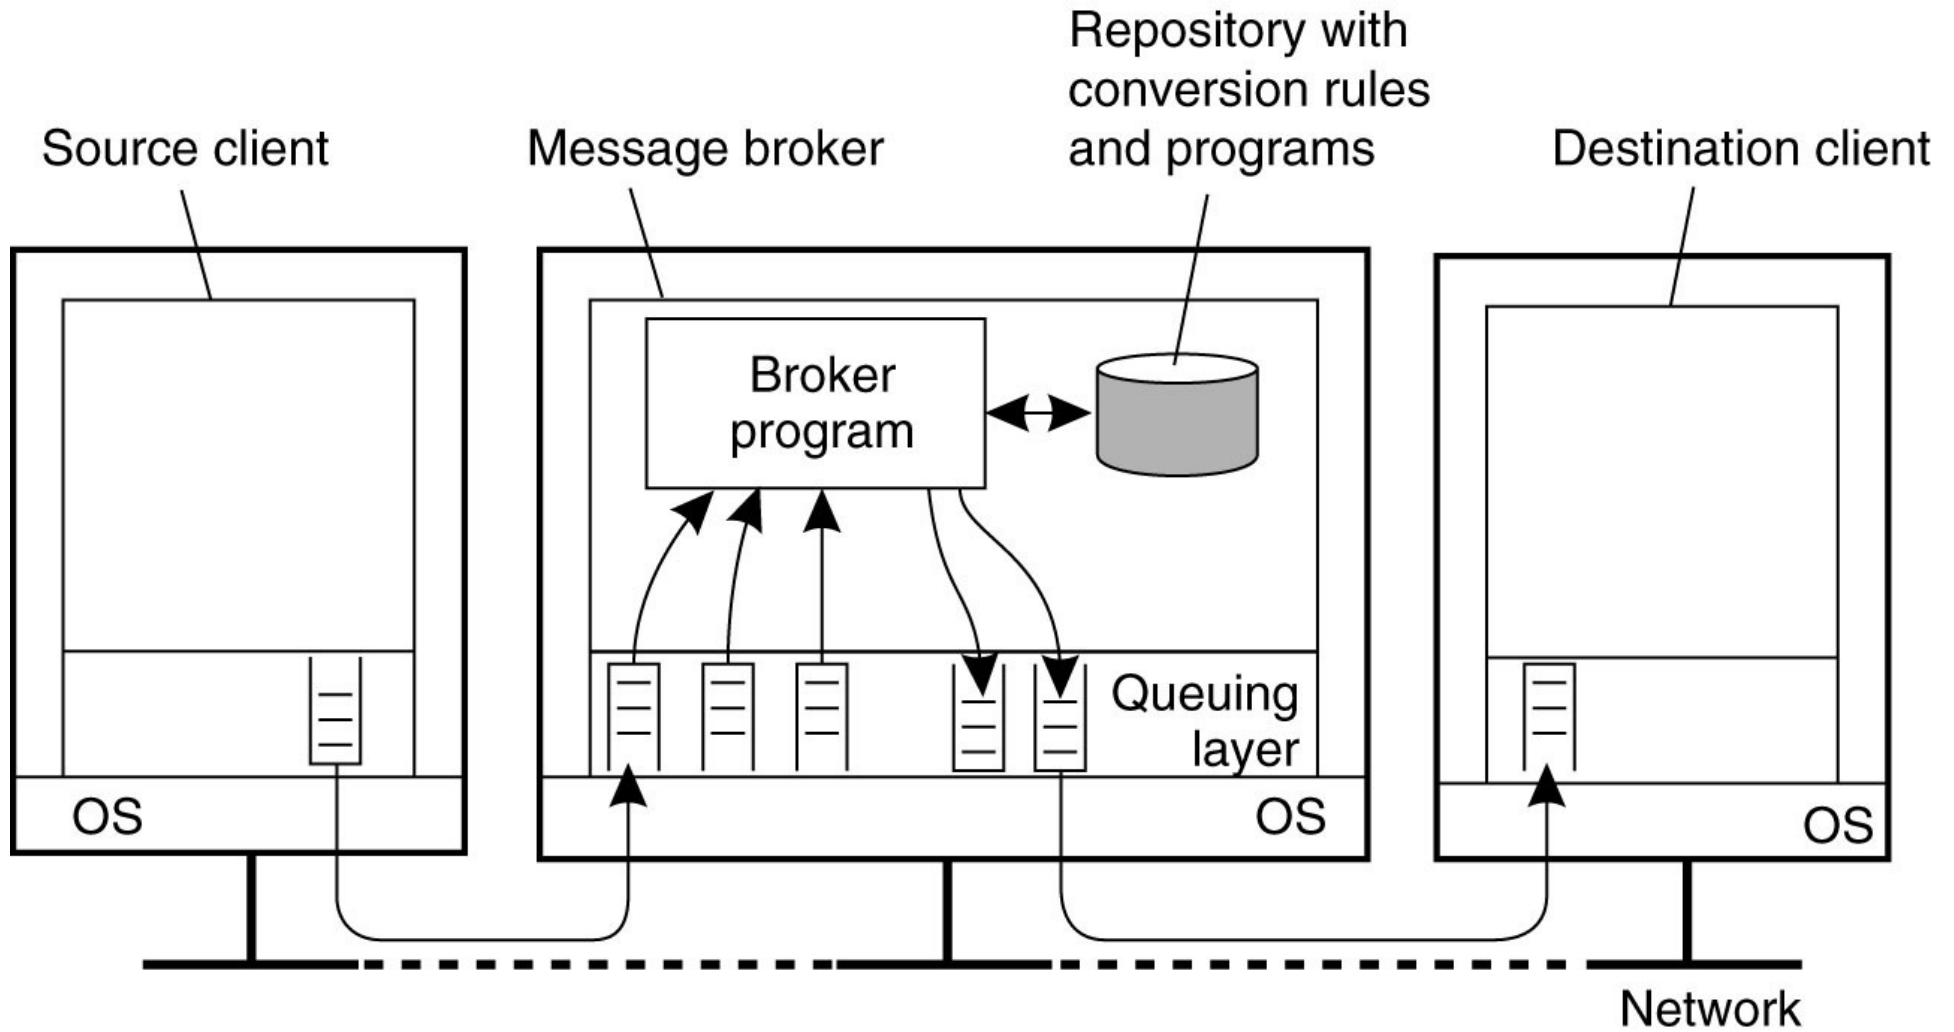 Repository with
conversion rules
and programs
Source client
Message broker
Destination client
Broker
program
Queuing
layer
OS
OS
OS
Network